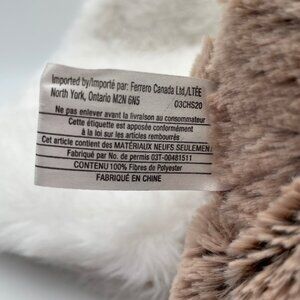 Imported by/Importé par: Ferrero Canada Ltd./LTÉE
North York, Ontario M2N 6N5 03CHS20
Ne pas enlever avant la livraison au consommateur
Cette étiquette est apposée conformément
à la loi sur les articles rembourrés
Cet article contient des MATÉRIAUX NEUFS SEULEMEN
Fabriqué par No. de permis 03T-00481511
CONTENU 100% Fibres de Polyester
FABRIQUÉ EN CHINE